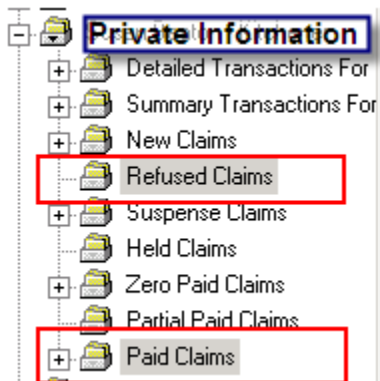 Private Information
Detailed Transactions For
Summary Transactions For
New Claims
Refused Claims
Suspense Claims
Held Claims
Zero Paid Claims
Partial Paid Claims
Paid Claims